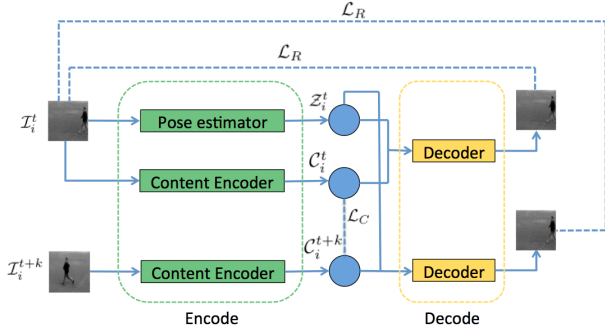 ℒ_R
ℒ_R
ℐ_i^t
Pose estimator
𝒵_i^t
Decoder
Content Encoder
𝒞_i^t
ℒ_C
ℐ_i^{t+k}
Content Encoder
𝒞_i^{t+k}
Decoder
Encode
Decode